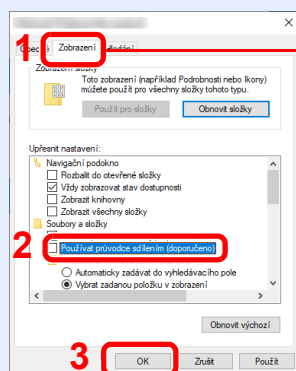 1
Zobrazení
Zobrazení složky
Toto zobrazení (například Podrobnosti nebo Ikony)
můžete použít pro všechny složky tohoto typu.
Použít pro složky
Obnovit složky
Upřesnit nastavení:
Navigační podokno
Rozbalit do otevřené složky
Vždy zobrazovat stav dostupnosti
Zobrazit knihovny
Zobrazit všechny složky
Soubory a složky
2
Používat průvodce sdílením (doporučeno)
Automaticky zadávat do vyhledávacího pole
Vybrat zadanou položku v zobrazení
Obnovit výchozí
3
OK
Zrušit
Použít